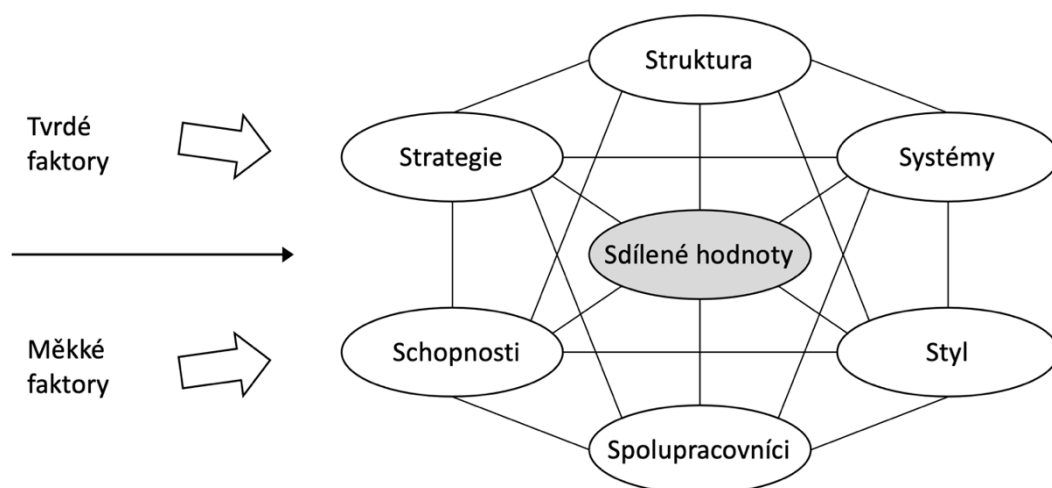 Struktura
Tvrdé
faktory
Strategie
Systémy
Sdílené hodnoty
Měkké
faktory
Schopnosti
Styl
Spolupracovníci